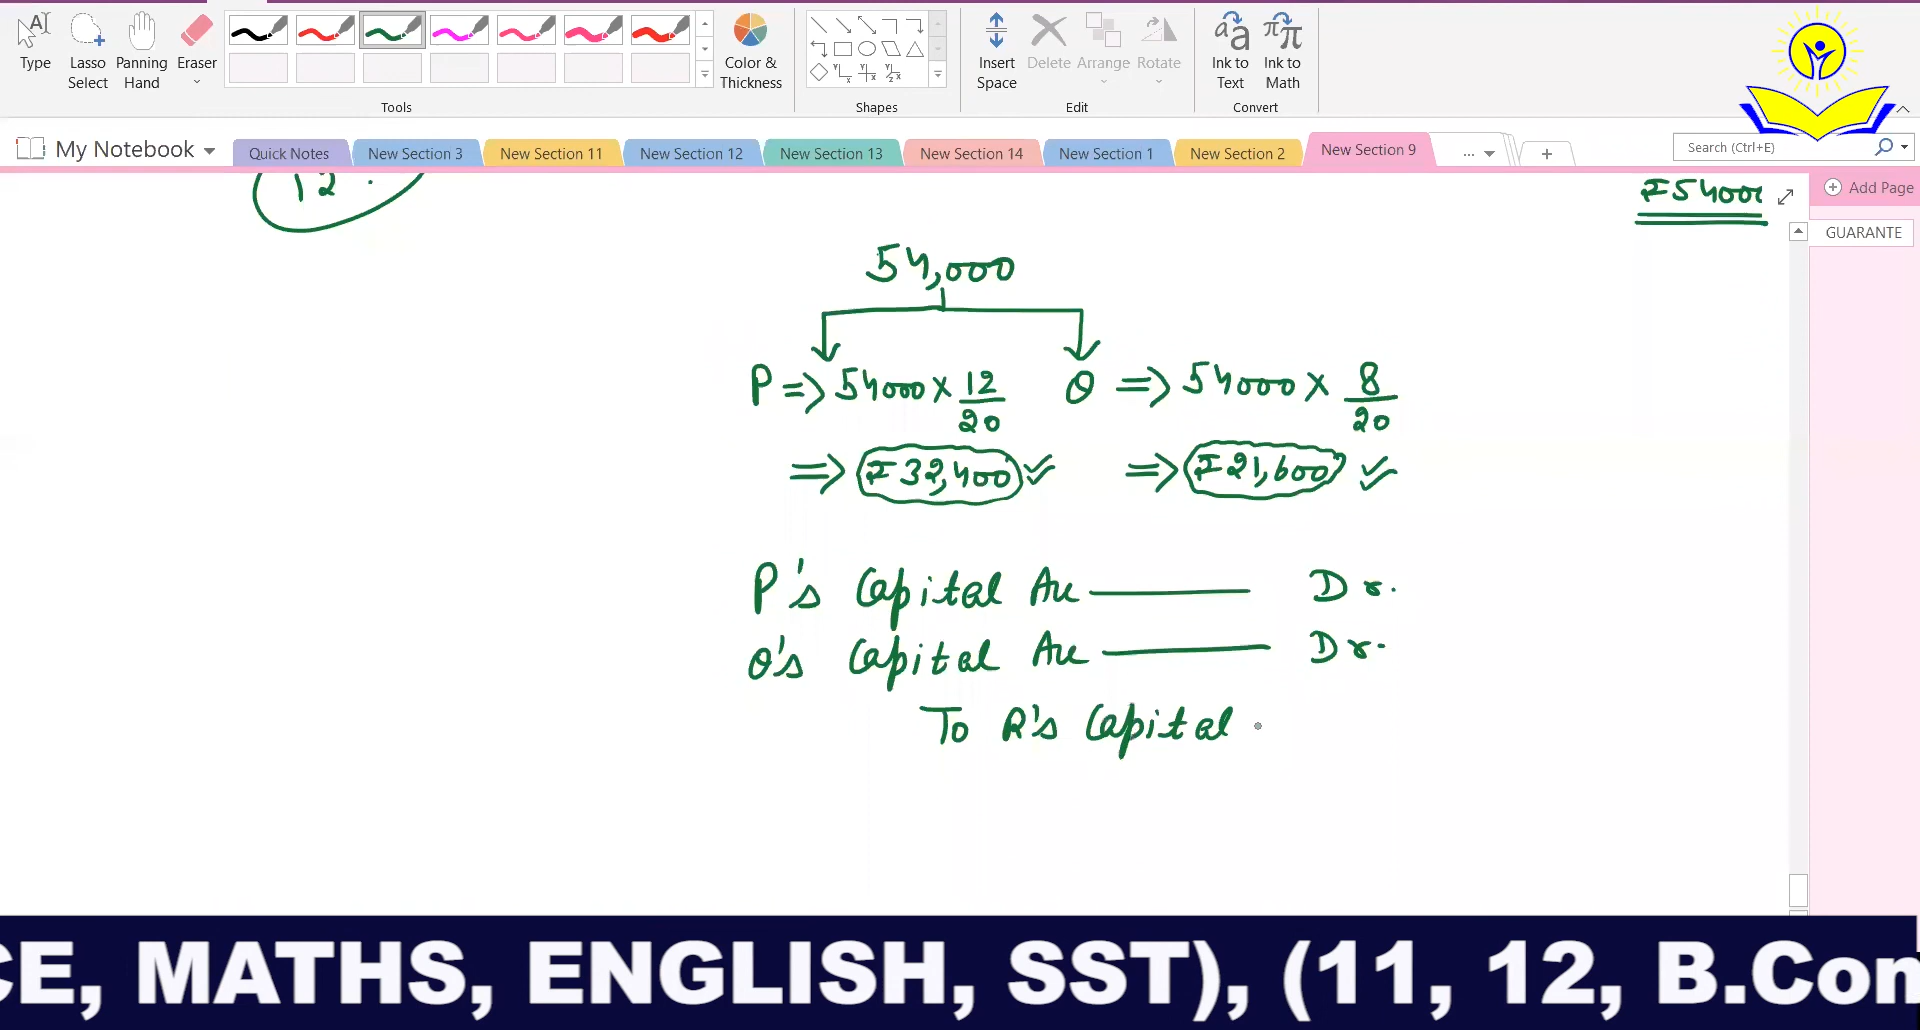 Type
Lasso Select
Panning Hand
Eraser
Color & Thickness
Insert Space
Delete
Arrange
Rotate
Ink to Text
Ink to Math
Tools
Shapes
Edit
Convert
My Notebook
Quick Notes
New Section 3
New Section 11
New Section 12
New Section 13
New Section 14
New Section 1
New Section 2
New Section 9
...
Search (Ctrl+E)
Add Page
GUARANTE
12.
₹54000
54,000
P => 54000 × 12/20 Q => 54000 × 8/20
=> ₹32,400 => ₹21,600
P's Capital A/c ——— Dr.
Q's Capital A/c ——— Dr.
To R's Capital
CE, MATHS, ENGLISH, SST), (11, 12, B.Con